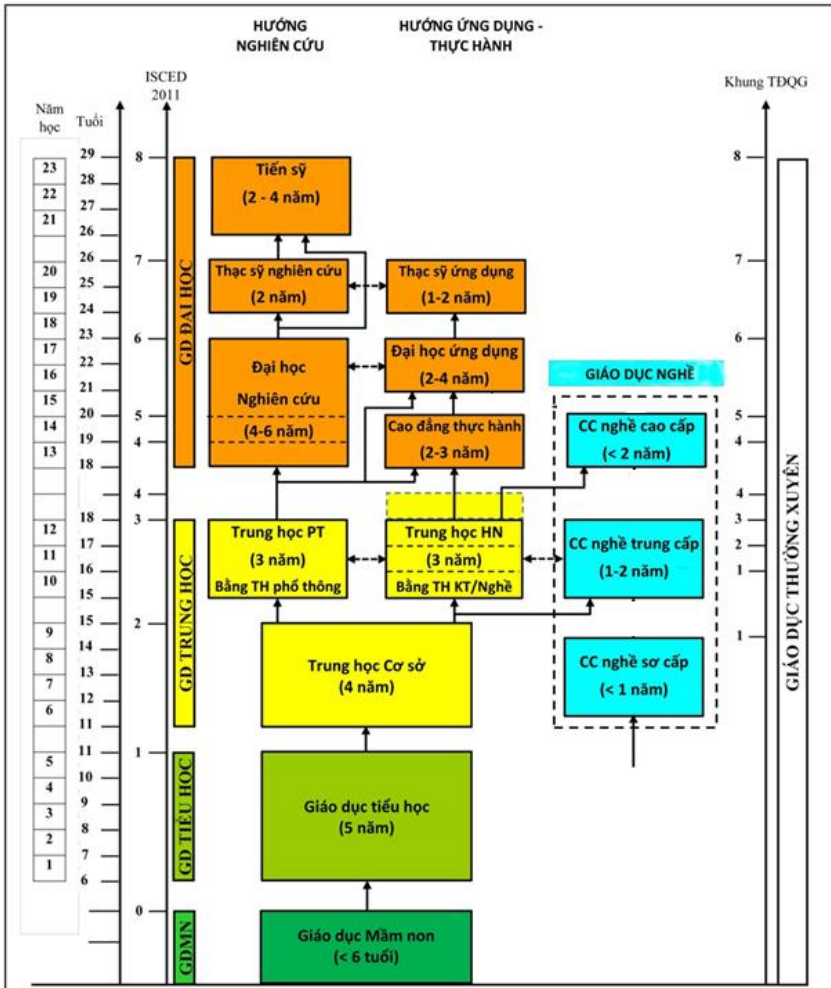 HƯỚNG
NGHIÊN CỨU
HƯỚNG ỨNG DỤNG -
THỰC HÀNH
ISCED
2011
Khung TĐQG
Năm
học
Tuổi
29
8
8
23
28
22
27
21
26
Tiến sỹ
(2 - 4 năm)
7
7
26
20
25
19
24
18
23
Thạc sỹ nghiên cứu
(2 năm)
Thạc sỹ ứng dụng
(1-2 năm)
6
6
17
22
16
21
15
20
14
19
13
18
5
4
5
4
Đại học
Nghiên cứu
(4-6 năm)
Đại học ứng dụng
(2-4 năm)
GIÁO DỤC NGHỀ
Cao đẳng thực hành
(2-3 năm)
CC nghề cao cấp
(< 2 năm)
GD ĐẠI HỌC
4
4
18
3
3
12
17
11
16
10
15
2
1
Trung học PT
(3 năm)
Bằng TH phổ thông
Trung học HN
(3 năm)
Bằng TH KT/Nghề
CC nghề trung cấp
(1-2 năm)
15
2
1
9
14
8
13
7
12
6
11
Trung học Cơ sở
(4 năm)
CC nghề sơ cấp
(< 1 năm)
GD TRUNG HỌC
GIÁO DỤC THƯỜNG XUYÊN
11
1
5
10
4
9
3
8
2
7
1
6
GD TIỂU HỌC
Giáo dục tiểu học
(5 năm)
0
GDMN
Giáo dục Mầm non
(< 6 tuổi)